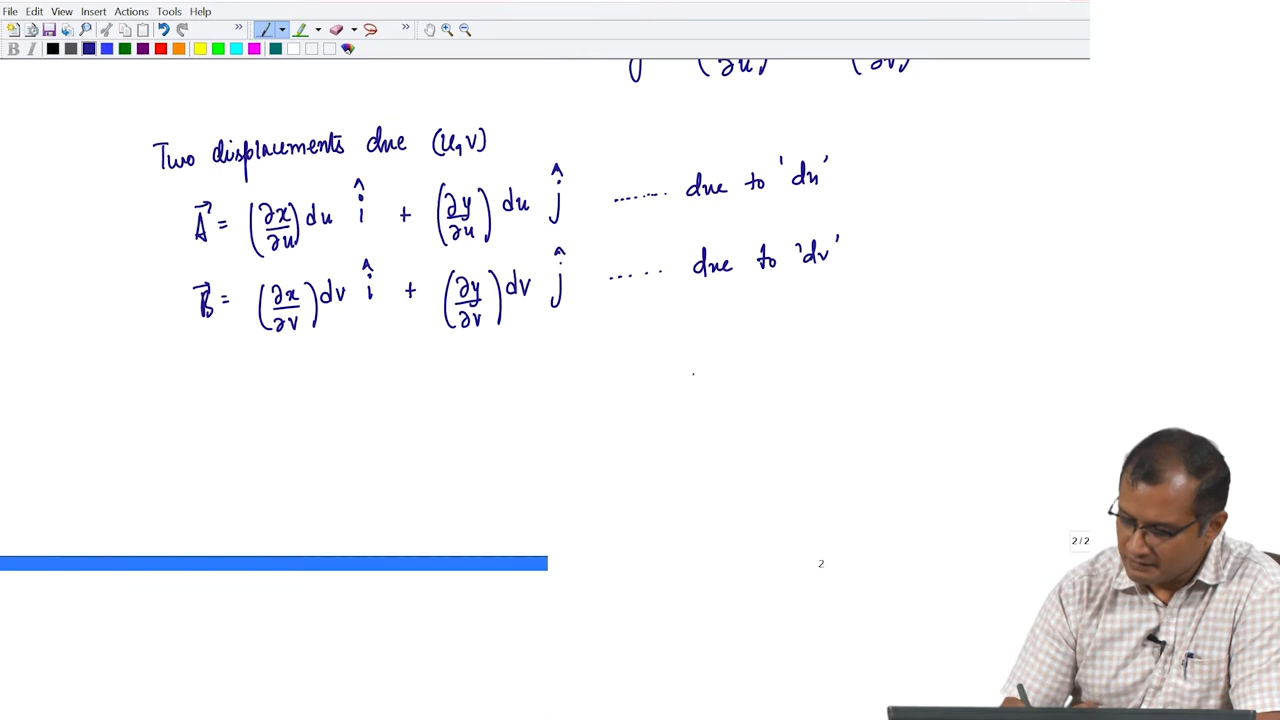 File Edit View Insert Actions Tools Help
(∂u) (∂v)
Two displacements due (u,v)
A⃗ = (∂x/∂u) du î + (∂y/∂u) du ĵ ........ due to 'du'
B⃗ = (∂x/∂v) dv î + (∂y/∂v) dv ĵ ...... due to 'dv'
2 / 2
2